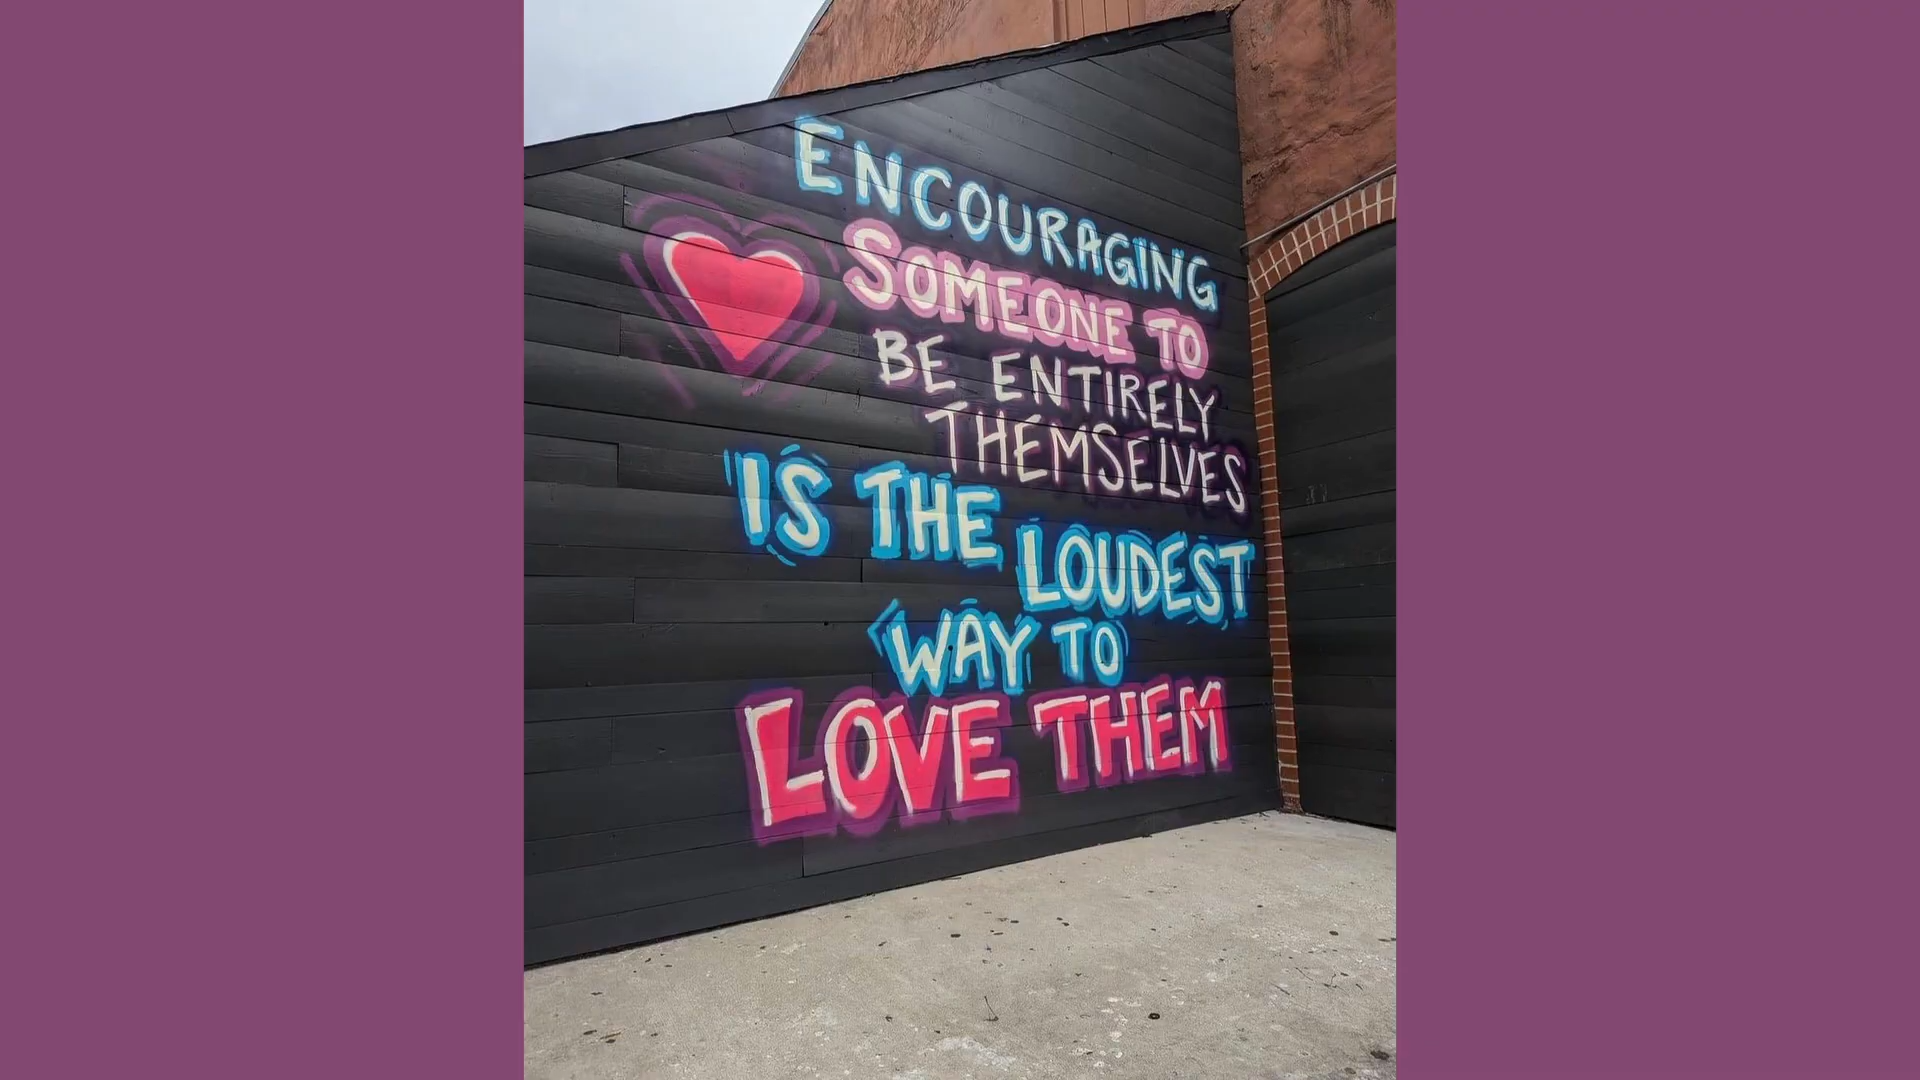 ENCOURAGING
SOMEONE TO
BE ENTIRELY
THEMSELVES
IS THE LOUDEST
WAY TO
LOVE THEM